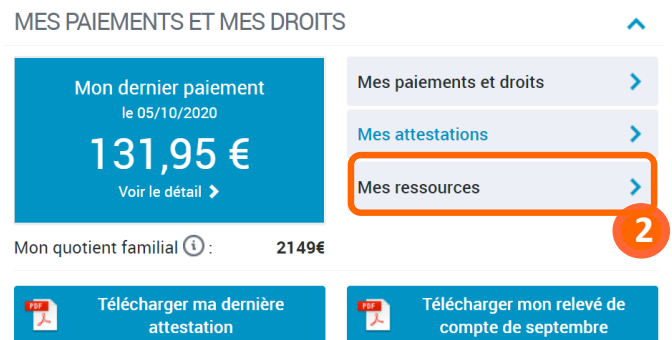 MES PAIEMENTS ET MES DROITS
Mon dernier paiement
le 05/10/2020
131,95 €
Voir le détail
Mes paiements et droits
Mes attestations
Mes ressources
2
Mon quotient familial i : 2149€
PDF
Télécharger ma dernière
attestation
PDF
Télécharger mon relevé de
compte de septembre